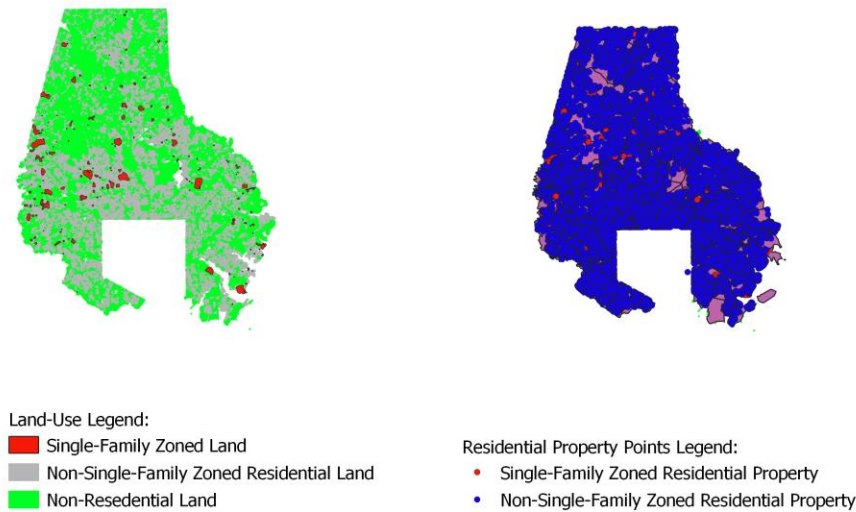 Land-Use Legend:
Single-Family Zoned Land
Non-Single-Family Zoned Residential Land
Non-Resedential Land
Residential Property Points Legend:
Single-Family Zoned Residential Property
Non-Single-Family Zoned Residential Property